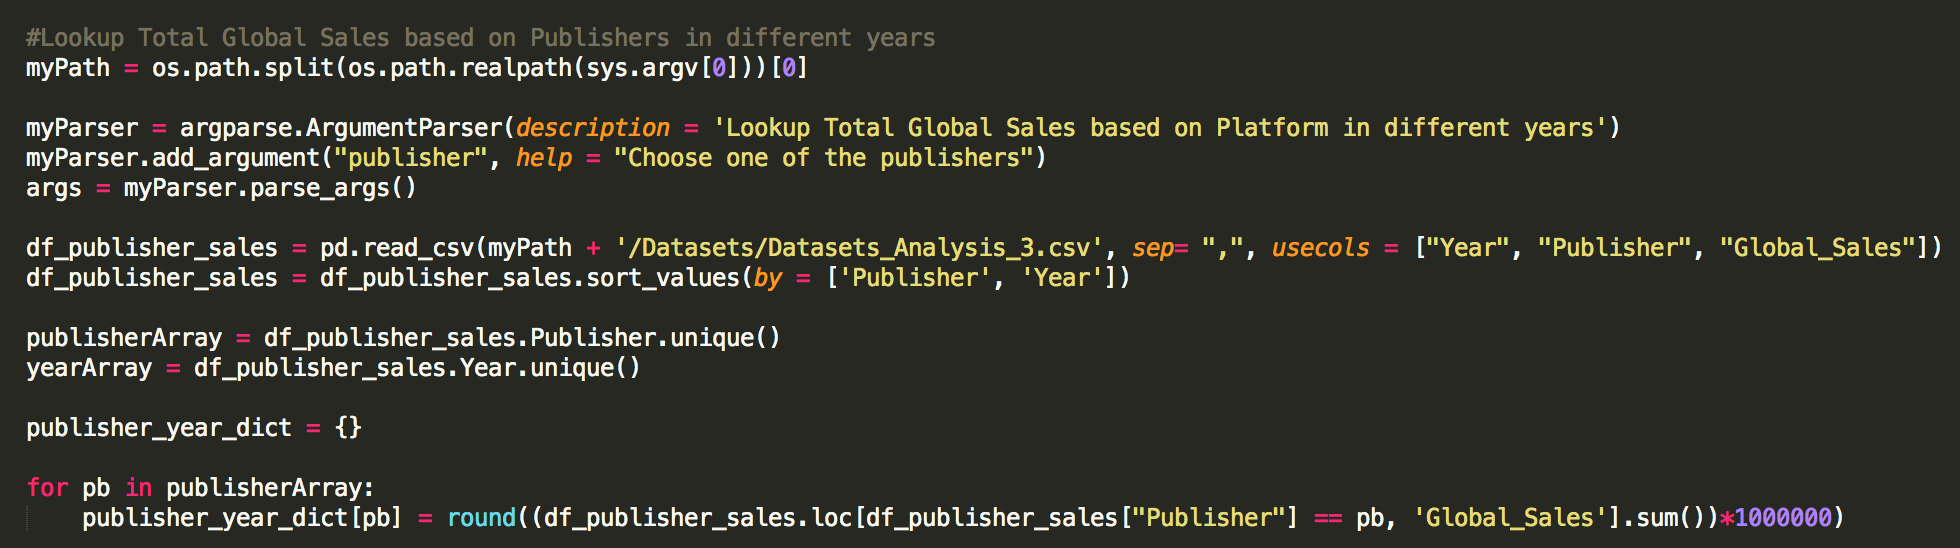 #Lookup Total Global Sales based on Publishers in different years
myPath = os.path.split(os.path.realpath(sys.argv[0]))[0]
myParser = argparse.ArgumentParser(description = 'Lookup Total Global Sales based on Platform in different years')
myParser.add_argument("publisher", help = "Choose one of the publishers")
args = myParser.parse_args()
df_publisher_sales = pd.read_csv(myPath + '/Datasets/Datasets_Analysis_3.csv', sep= ",", usecols = ["Year", "Publisher", "Global_Sales"])
df_publisher_sales = df_publisher_sales.sort_values(by = ['Publisher', 'Year'])
publisherArray = df_publisher_sales.Publisher.unique()
yearArray = df_publisher_sales.Year.unique()
publisher_year_dict = {}
for pb in publisherArray:
    publisher_year_dict[pb] = round((df_publisher_sales.loc[df_publisher_sales["Publisher"] == pb, 'Global_Sales'].sum())*1000000)